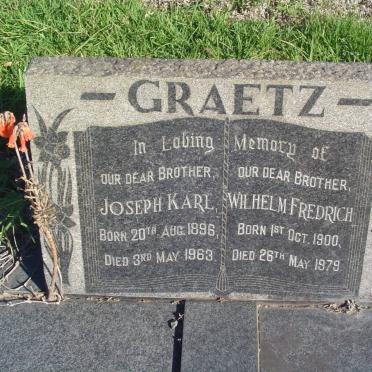 GRAETZ
In Loving Memory of
OUR DEAR BROTHER,
JOSEPH KARL,
BORN 20TH AUG. 1896,
DIED 3RD MAY 1963.
OUR DEAR BROTHER,
WILHELM FREDRICH
BORN 1ST OCT. 1900,
DIED 26TH MAY 1979.